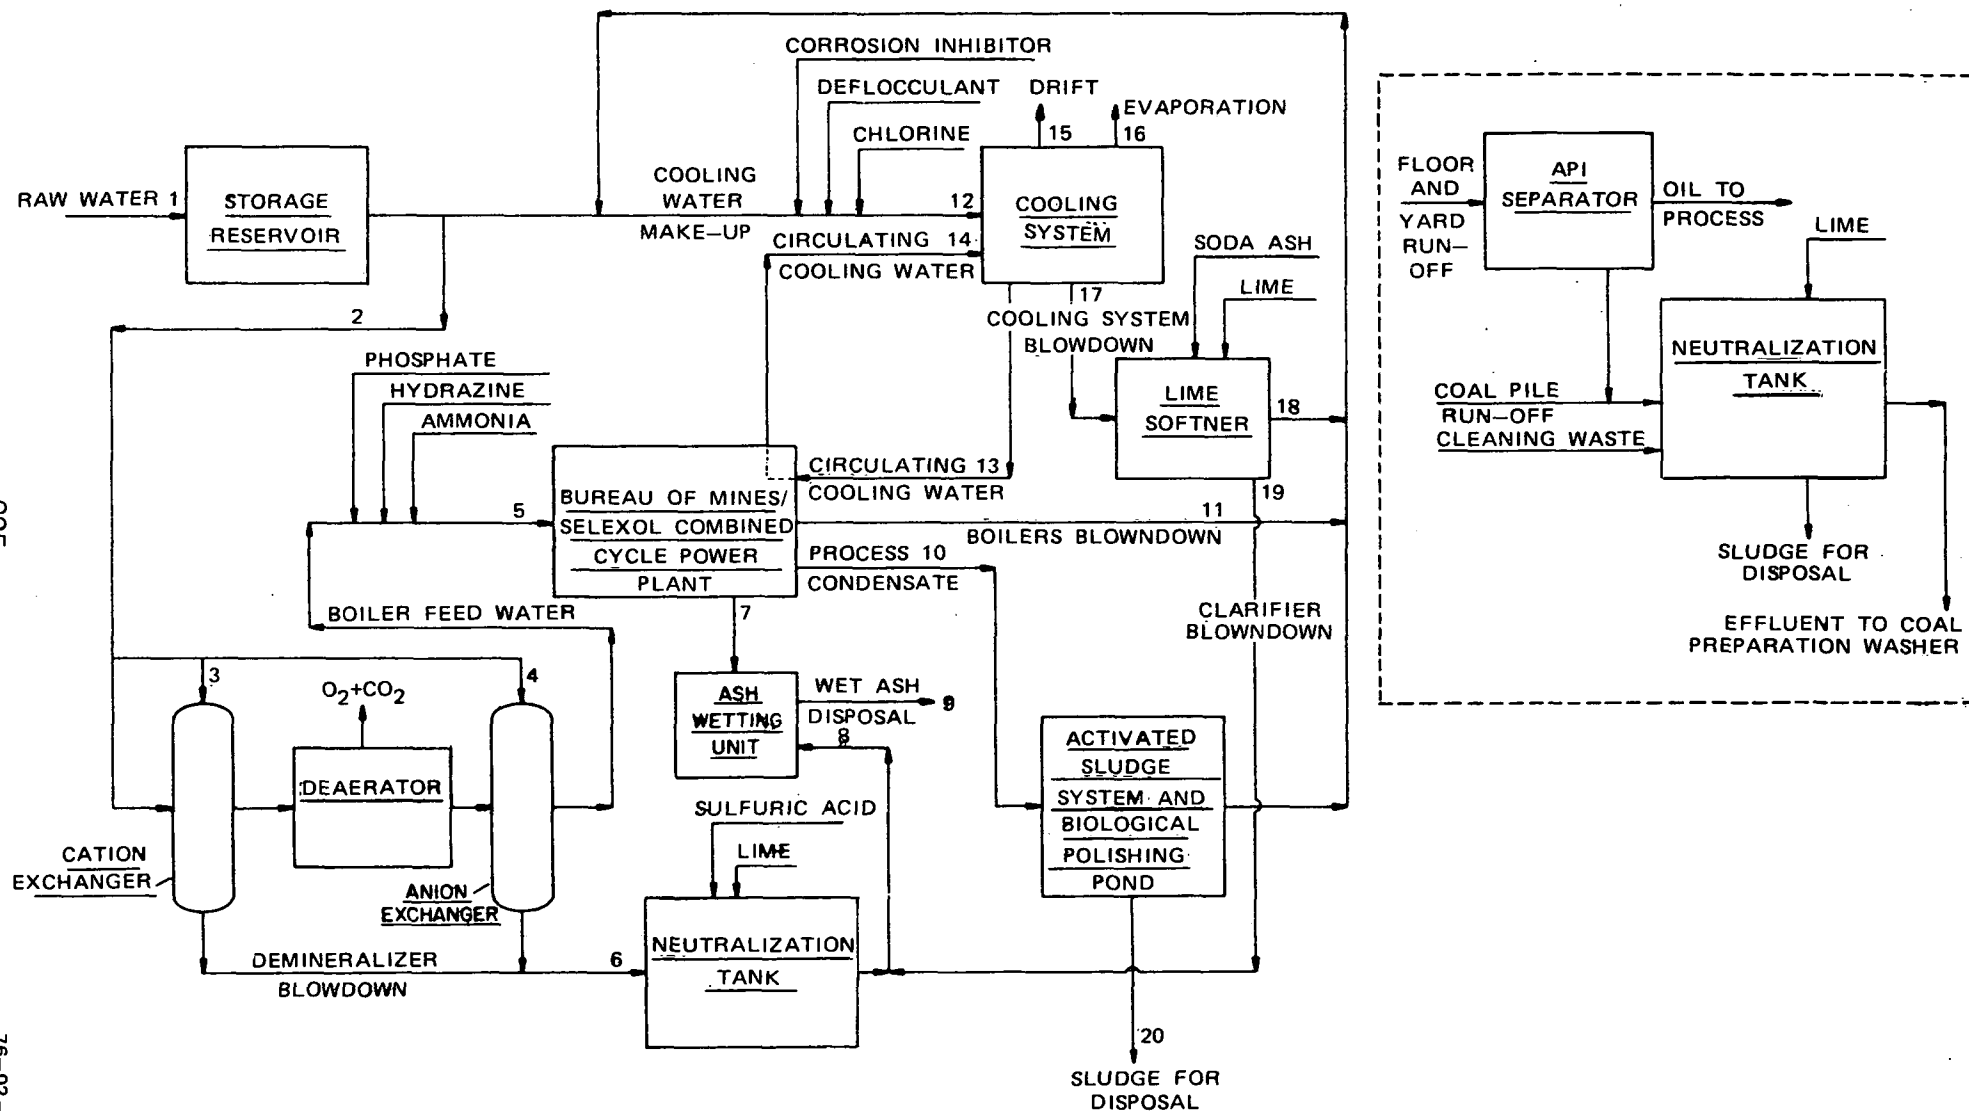 CORROSION INHIBITOR
DEFLOCCULANT
DRIFT
EVAPORATION
15
16
CHLORINE
RAW WATER 1
STORAGE
RESERVOIR
COOLING
WATER
MAKE-UP
12
COOLING
SYSTEM
CIRCULATING 14
COOLING WATER
17
COOLING SYSTEM
BLOWDOWN
SODA ASH
LIME
LIME
SOFTNER
18
19
2
PHOSPHATE
HYDRAZINE
AMMONIA
5
BUREAU OF MINES/
SELEXOL COMBINED
CYCLE POWER
PLANT
CIRCULATING 13
COOLING WATER
11
BOILERS BLOWNDOWN
PROCESS 10
CONDENSATE
7
BOILER FEED WATER
3
4
O2+CO2
DEAERATOR
CATION
EXCHANGER
ANION
EXCHANGER
ASH
WETTING
UNIT
WET ASH
DISPOSAL
9
8
CLARIFIER
BLOWNDOWN
ACTIVATED
SLUDGE
SYSTEM AND
BIOLOGICAL
POLISHING
POND
SULFURIC ACID
LIME
DEMINERALIZER
BLOWDOWN
6
NEUTRALIZATION
TANK
20
SLUDGE FOR
DISPOSAL
FLOOR
AND
YARD
RUN-
OFF
API
SEPARATOR
OIL TO
PROCESS
LIME
NEUTRALIZATION
TANK
COAL PILE
RUN-OFF
CLEANING WASTE
SLUDGE FOR
DISPOSAL
EFFLUENT TO COAL
PREPARATION WASHER